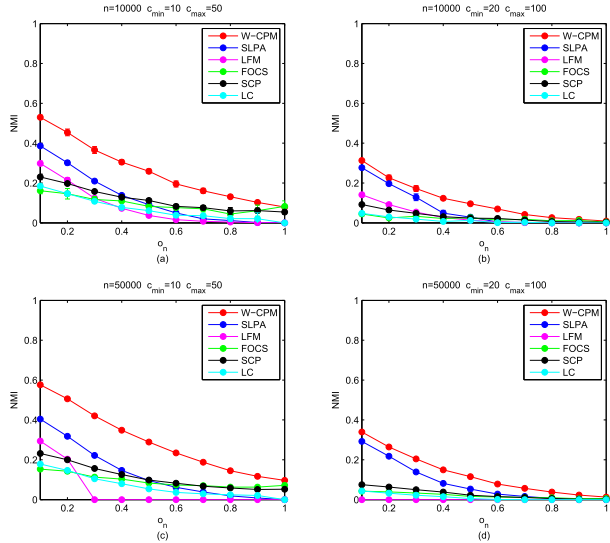 n=10000 c_min=10 c_max=50
1
0.8
0.6
0.4
0.2
0
NMI
W−CPM
SLPA
LFM
FOCS
SCP
LC
0.2 0.4 0.6 0.8 1
o_n
(a)
n=10000 c_min=20 c_max=100
1
0.8
0.6
0.4
0.2
0
NMI
W−CPM
SLPA
LFM
FOCS
SCP
LC
0.2 0.4 0.6 0.8 1
o_n
(b)
n=50000 c_min=10 c_max=50
1
0.8
0.6
0.4
0.2
0
NMI
W−CPM
SLPA
LFM
FOCS
SCP
LC
0.2 0.4 0.6 0.8 1
o_n
(c)
n=50000 c_min=20 c_max=100
1
0.8
0.6
0.4
0.2
0
NMI
W−CPM
SLPA
LFM
FOCS
SCP
LC
0.2 0.4 0.6 0.8 1
o_n
(d)